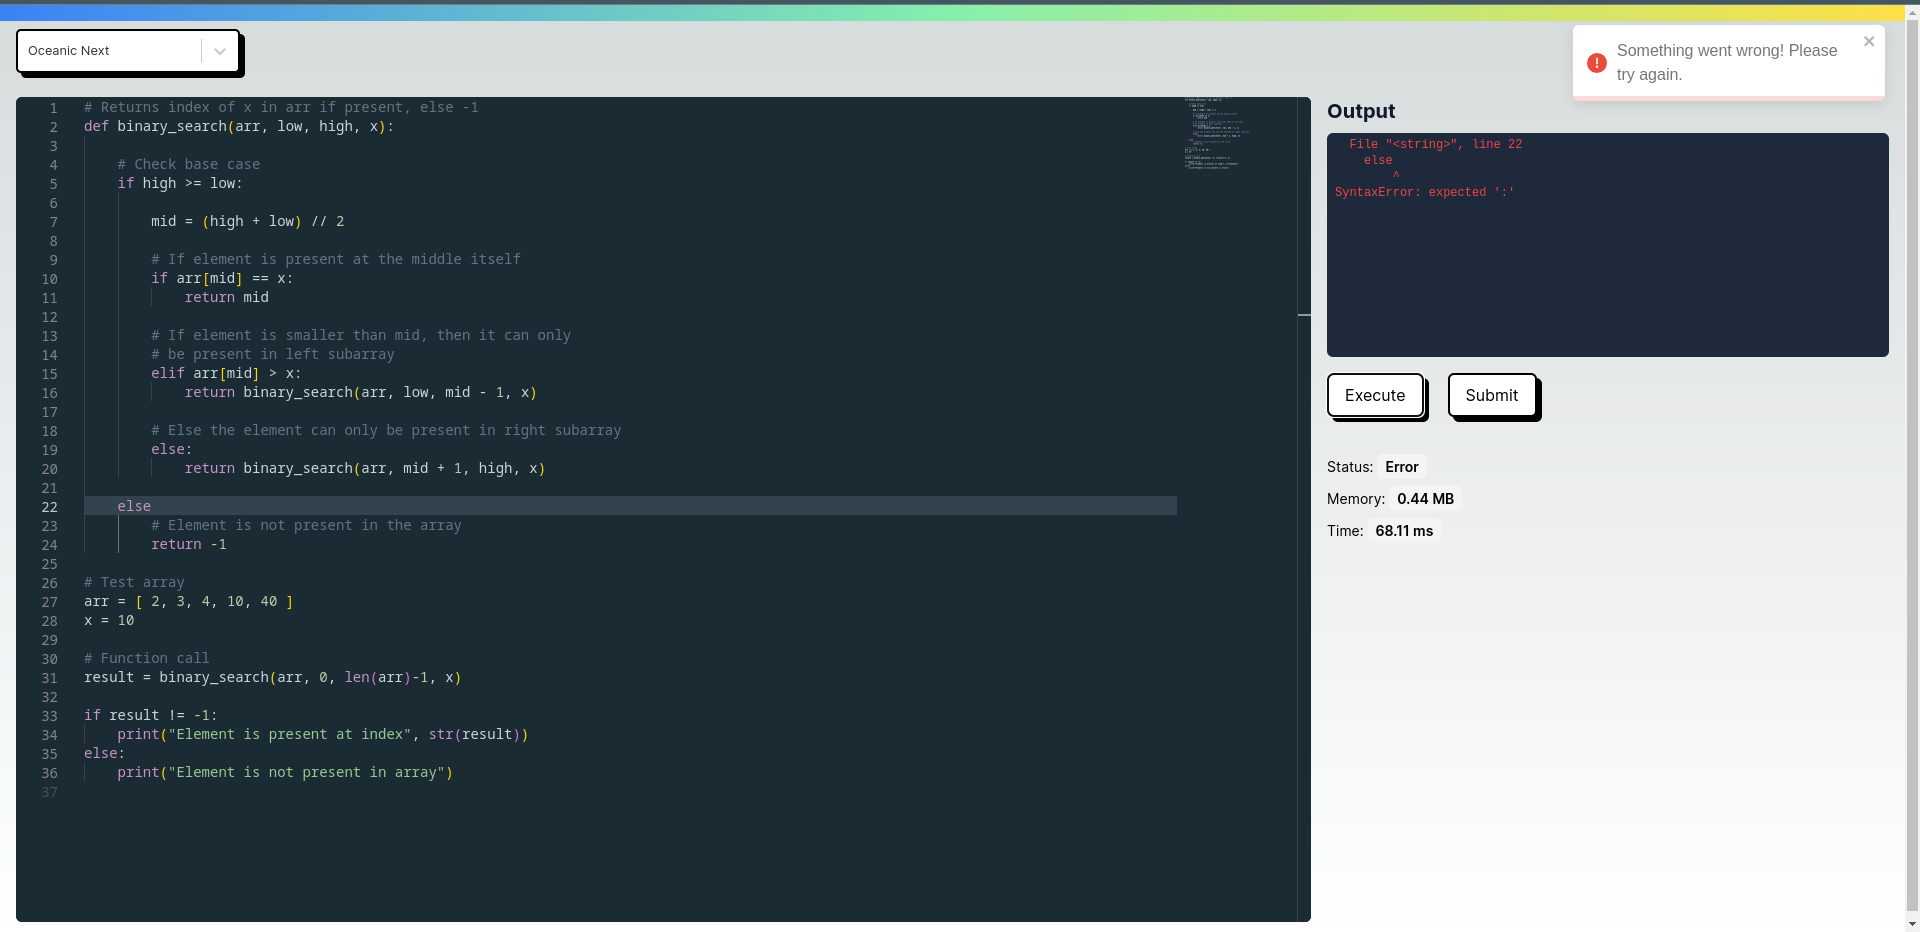 Oceanic Next
Something went wrong! Please
try again.
1 # Returns index of x in arr if present, else -1
2 def binary_search(arr, low, high, x):
3
4     # Check base case
5     if high >= low:
6
7         mid = (high + low) // 2
8
9         # If element is present at the middle itself
10         if arr[mid] == x:
11             return mid
12
13         # If element is smaller than mid, then it can only
14         # be present in left subarray
15         elif arr[mid] > x:
16             return binary_search(arr, low, mid - 1, x)
17
18         # Else the element can only be present in right subarray
19         else:
20             return binary_search(arr, mid + 1, high, x)
21
22     else
23         # Element is not present in the array
24         return -1
25
26 # Test array
27 arr = [ 2, 3, 4, 10, 40 ]
28 x = 10
29
30 # Function call
31 result = binary_search(arr, 0, len(arr)-1, x)
32
33 if result != -1:
34     print("Element is present at index", str(result))
35 else:
36     print("Element is not present in array")
37
Output
  File "<string>", line 22
    else
        ^
SyntaxError: expected ':'
Execute Submit
Status: Error
Memory: 0.44 MB
Time: 68.11 ms